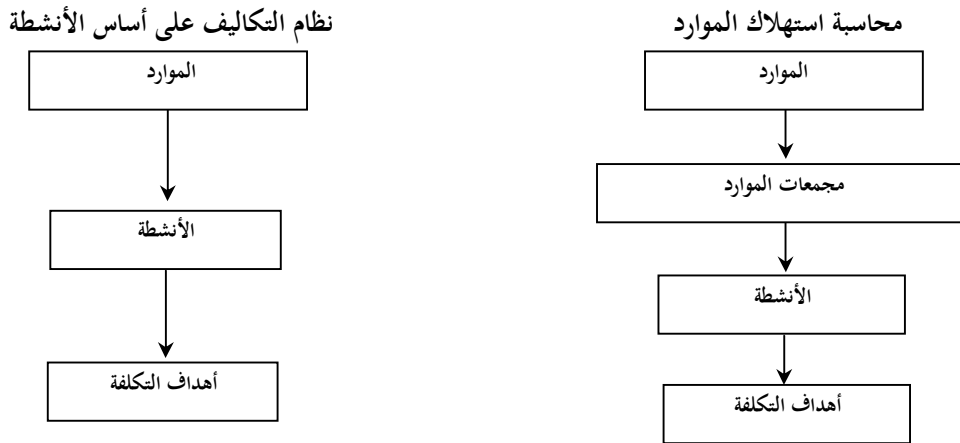 محاسبة استهلاك الموارد
الموارد
مجمعات الموارد
الأنشطة
أهداف التكلفة
نظام التكاليف على أساس الأنشطة
الموارد
الأنشطة
أهداف التكلفة